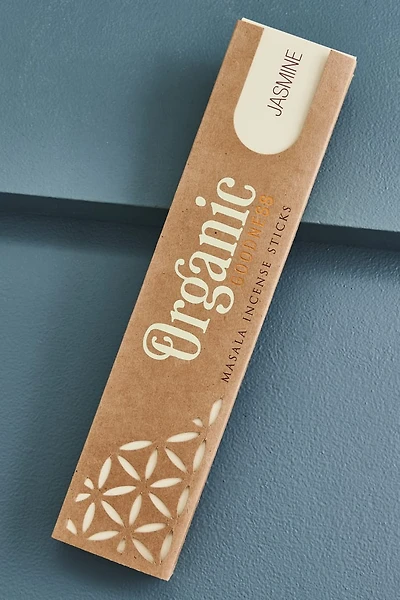 JASMINE
Organic
GOODNESS
MASALA INCENSE STICKS